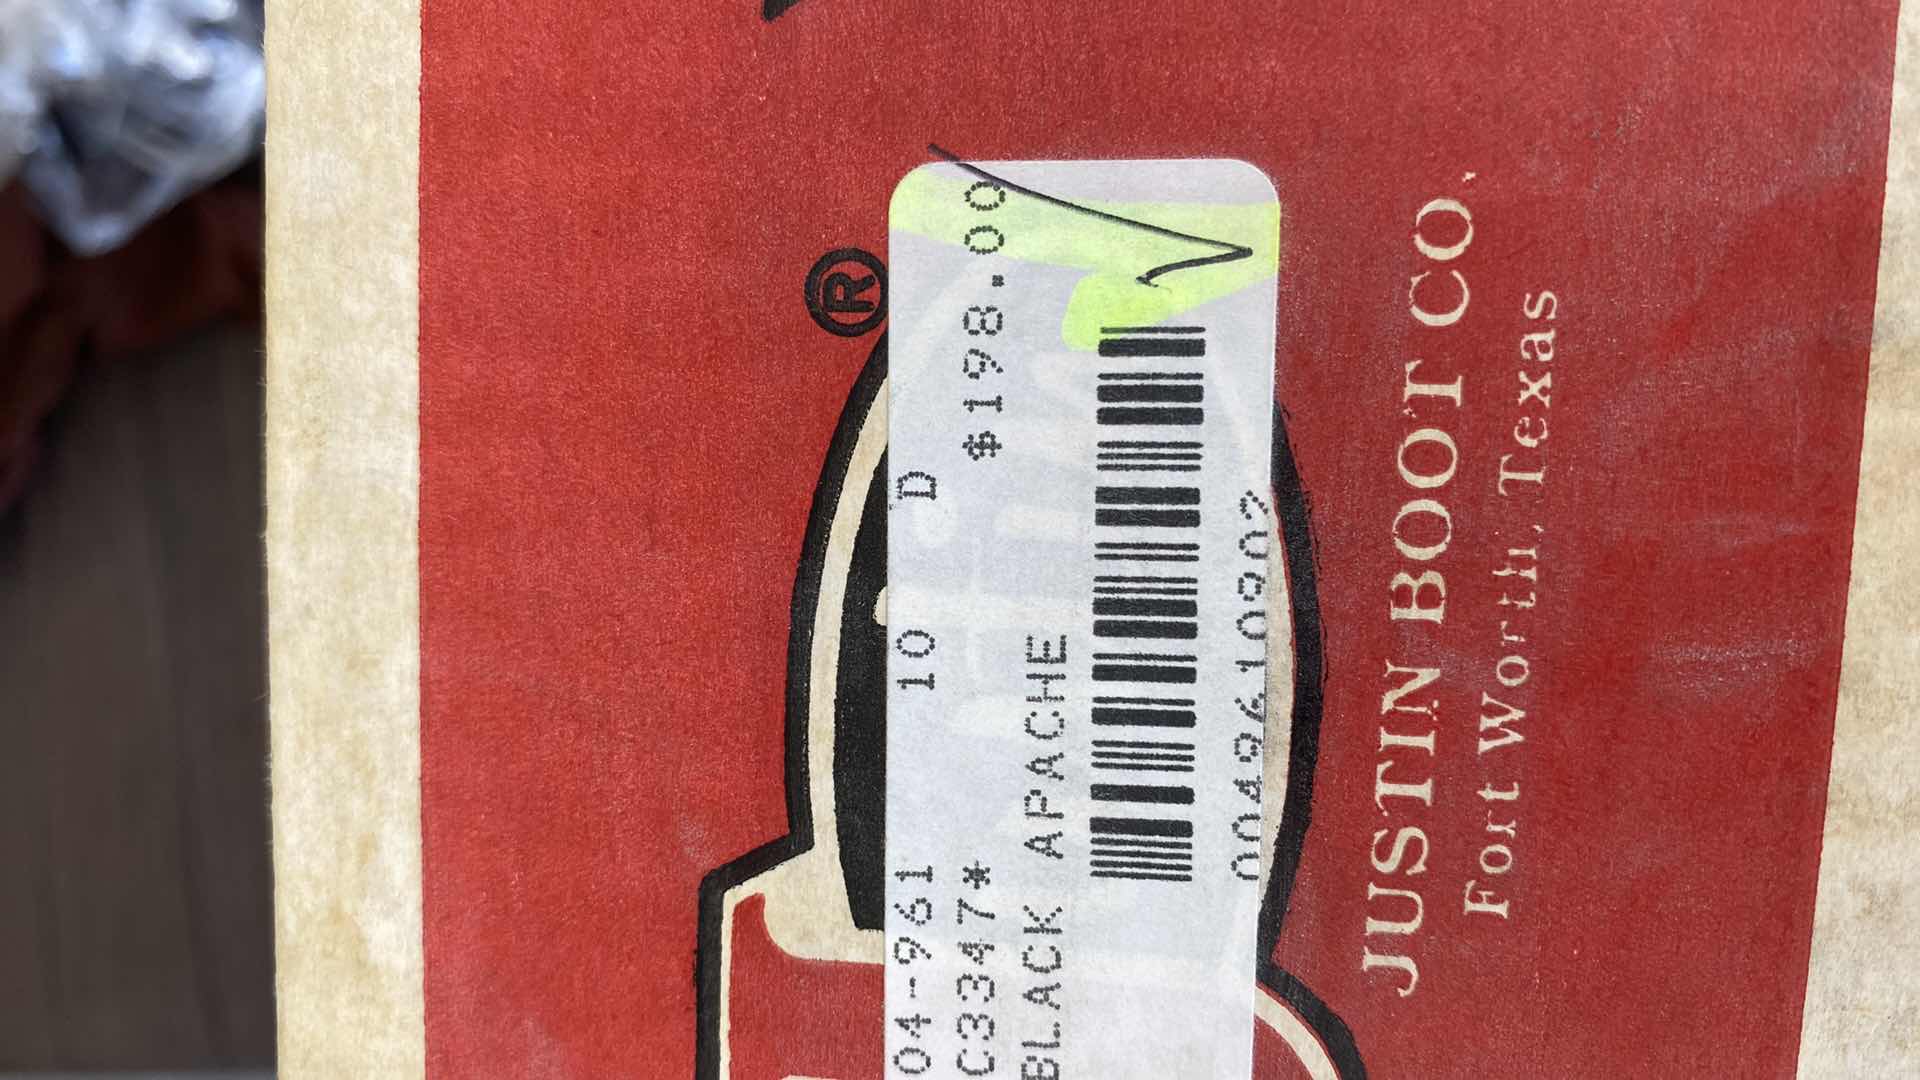 ®
04-961 10 D
C3347* $198.00
BLACK APACHE
JUSTIN BOOT CO.
Fort Worth, Texas